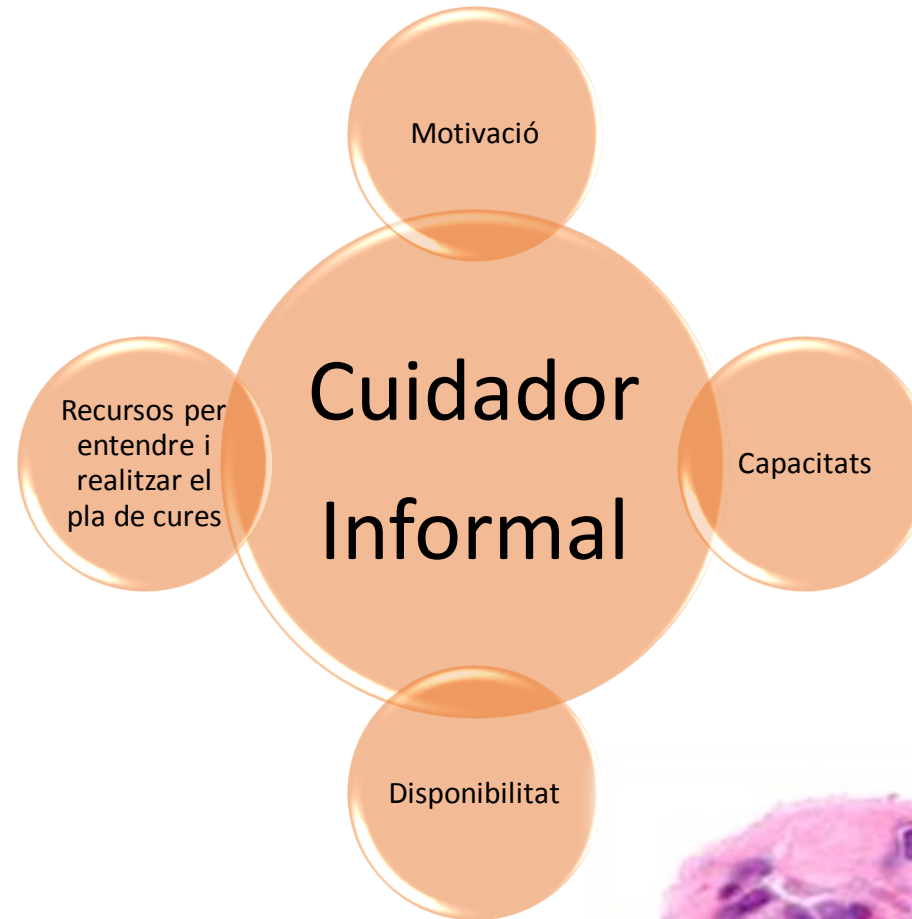 Motivació
Cuidador
Informal
Recursos per
entendre i
realitzar el
pla de cures
Capacitats
Disponibilitat